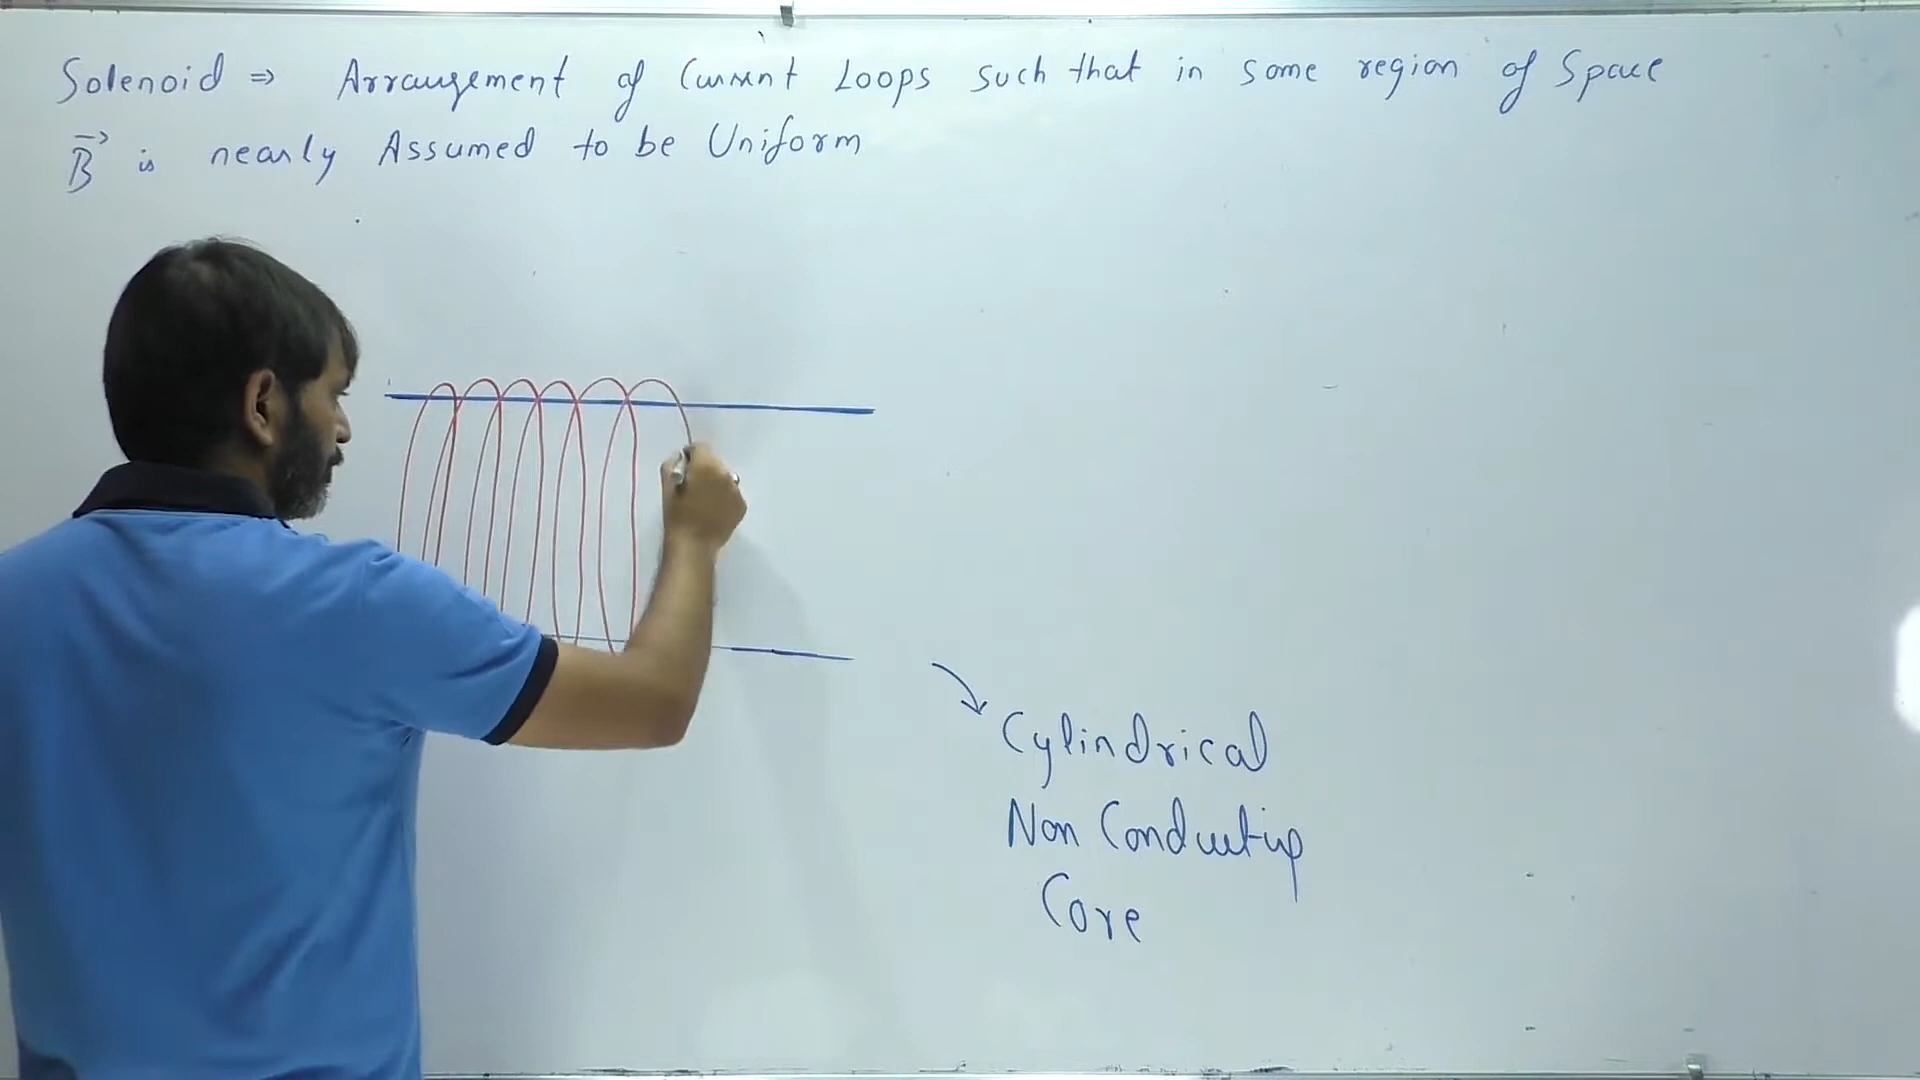 Solenoid ⇒ Arrangement of Current Loops such that in some region of Space
B⃗ is nearly Assumed to be Uniform
Cylindrical
Non Conducting
Core